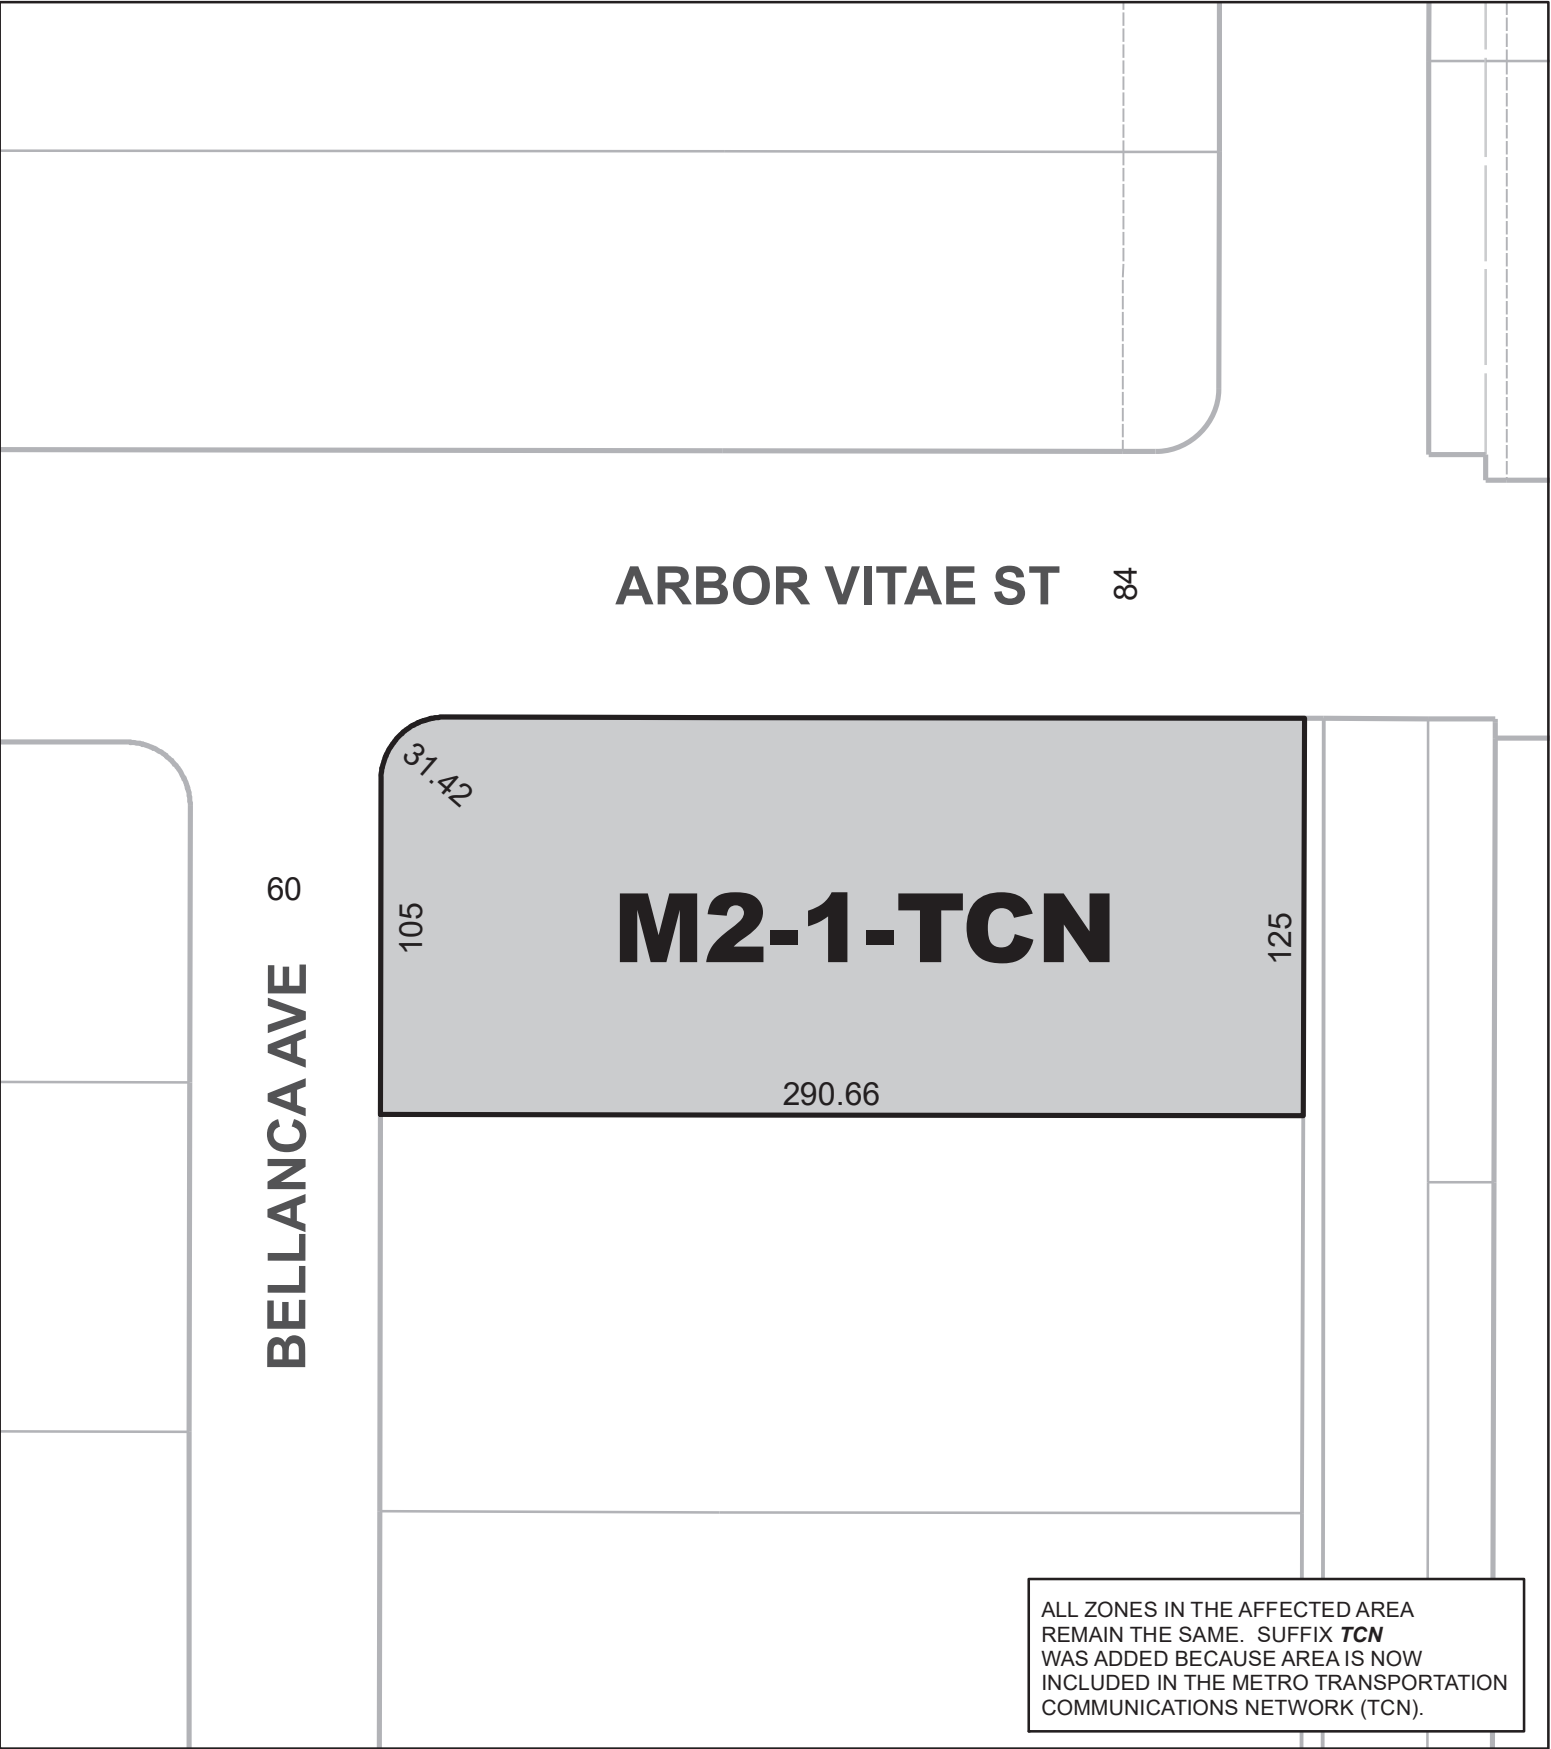 ARBOR VITAE ST
84
31.42
60
105
M2-1-TCN
125
290.66
BELLANCA AVE
ALL ZONES IN THE AFFECTED AREA
REMAIN THE SAME. SUFFIX TCN
WAS ADDED BECAUSE AREA IS NOW
INCLUDED IN THE METRO TRANSPORTATION
COMMUNICATIONS NETWORK (TCN).